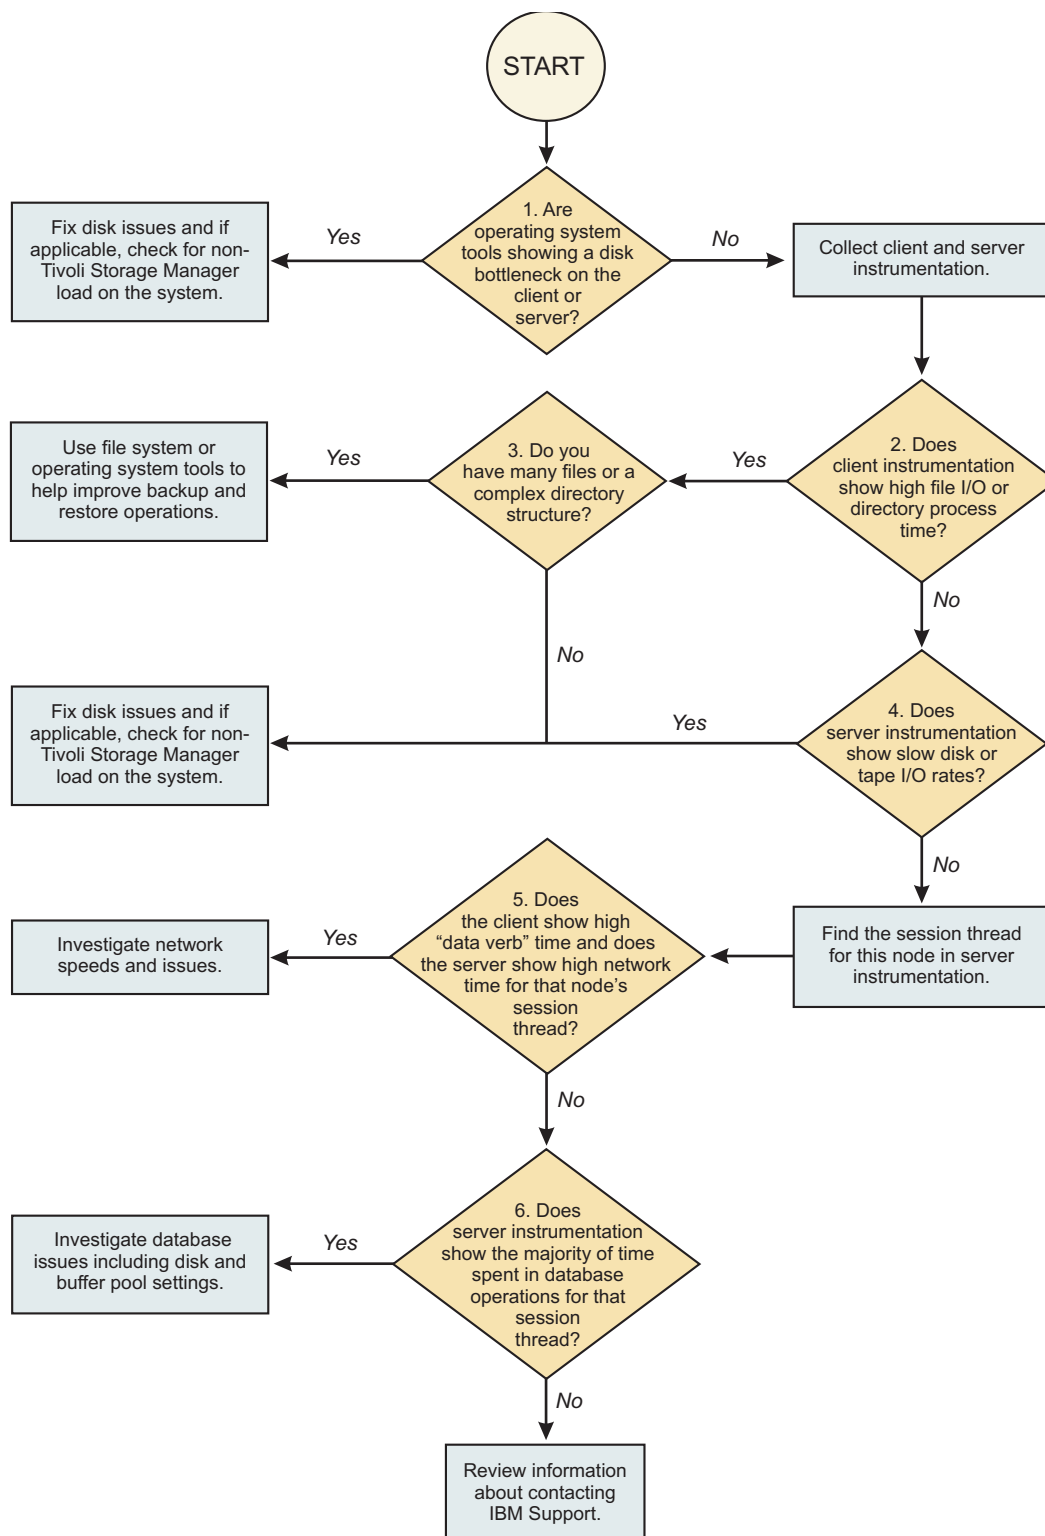 START
1. Are
operating system
tools showing a disk
bottleneck on the
client or
server?
Yes
Fix disk issues and if
applicable, check for non-
Tivoli Storage Manager
load on the system.
No
Collect client and server
instrumentation.
2. Does
client instrumentation
show high file I/O or
directory process
time?
Yes
3. Do you
have many files or a
complex directory
structure?
Yes
Use file system or
operating system tools to
help improve backup and
restore operations.
No
No
4. Does
server instrumentation
show slow disk or
tape I/O rates?
Yes
Fix disk issues and if
applicable, check for non-
Tivoli Storage Manager
load on the system.
No
Find the session thread
for this node in server
instrumentation.
5. Does
the client show high
“data verb” time and does
the server show high network
time for that node’s
session
thread?
Yes
Investigate network
speeds and issues.
No
6. Does
server instrumentation
show the majority of time
spent in database
operations for that
session
thread?
Yes
Investigate database
issues including disk and
buffer pool settings.
No
Review information
about contacting
IBM Support.